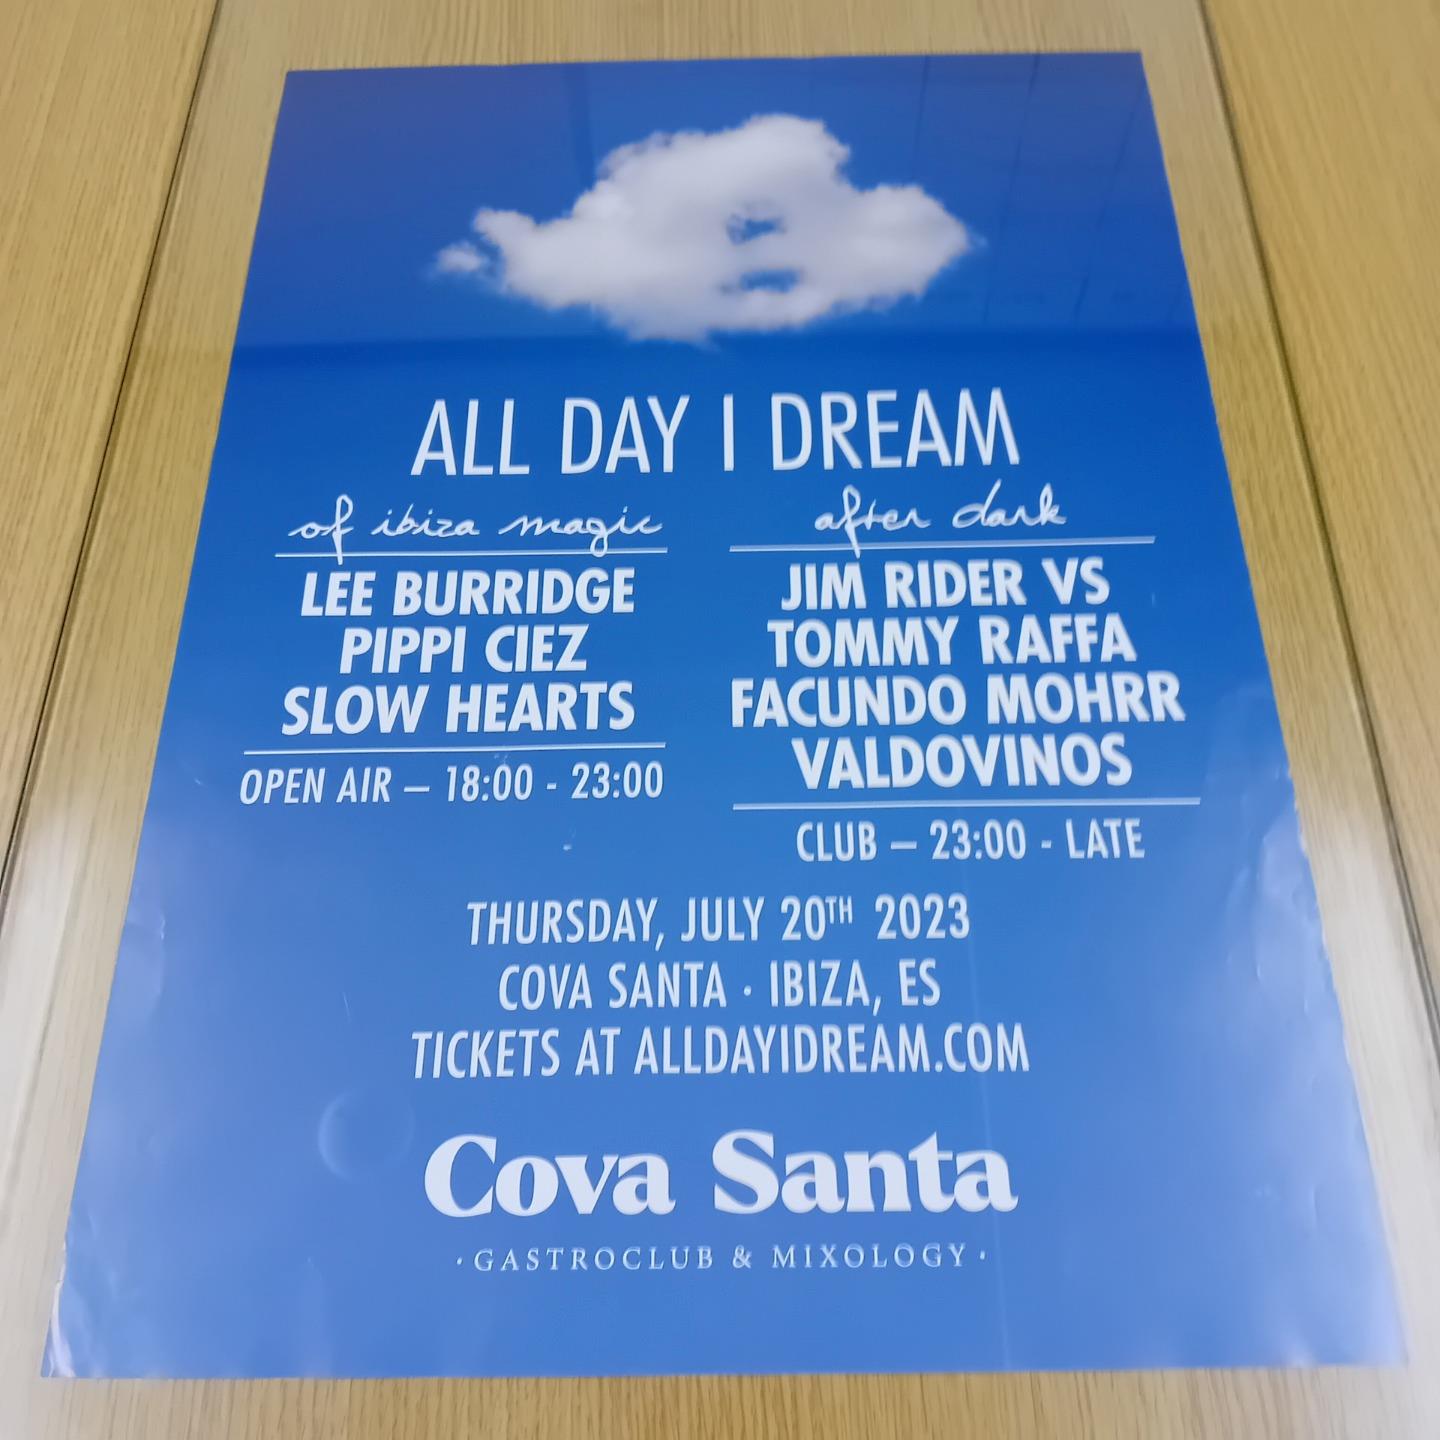 ALL DAY I DREAM
of ibiza magic
LEE BURRIDGE
PIPPI CIEZ
SLOW HEARTS
OPEN AIR – 18:00 - 23:00
after dark
JIM RIDER VS
TOMMY RAFFA
FACUNDO MOHRR
VALDOVINOS
CLUB – 23:00 - LATE
THURSDAY, JULY 20TH 2023
COVA SANTA · IBIZA, ES
TICKETS AT ALLDAYIDREAM.COM
Cova Santa
· GASTROCLUB & MIXOLOGY ·